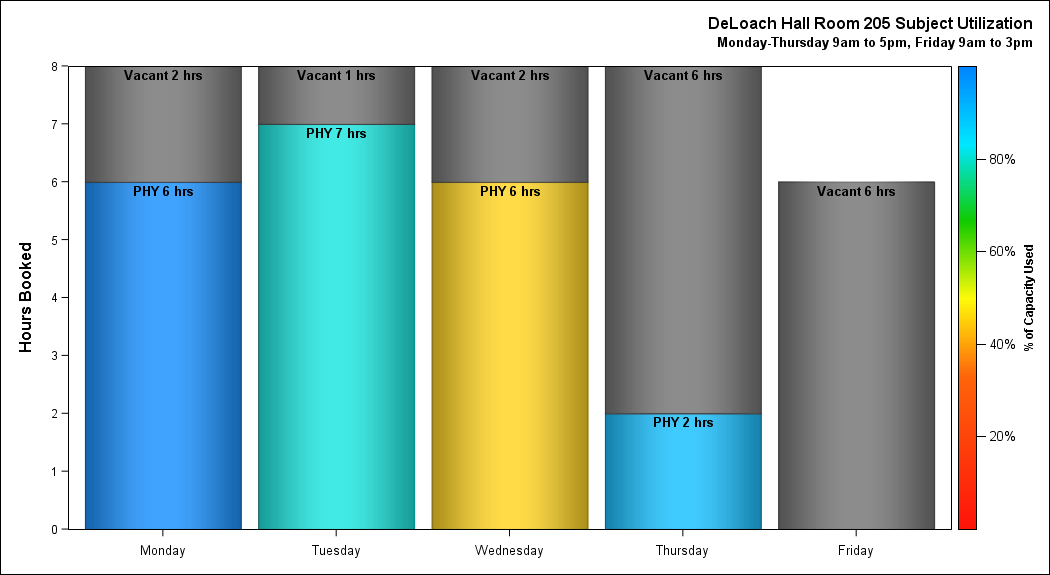 DeLoach Hall Room 205 Subject Utilization
Monday-Thursday 9am to 5pm, Friday 9am to 3pm
Hours Booked
8
7
6
5
4
3
2
1
0
Vacant 2 hrs
PHY 6 hrs
Vacant 1 hrs
PHY 7 hrs
Vacant 2 hrs
PHY 6 hrs
Vacant 6 hrs
PHY 2 hrs
Vacant 6 hrs
Monday
Tuesday
Wednesday
Thursday
Friday
80%
60%
40%
20%
% of Capacity Used